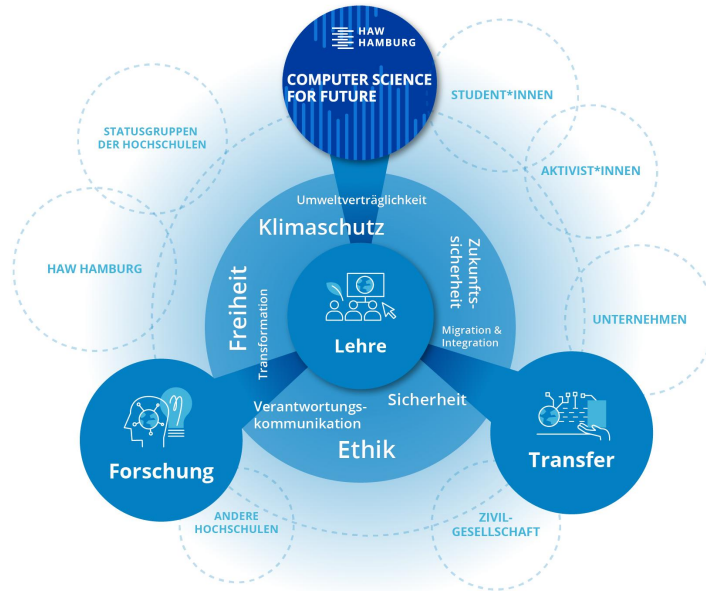 HAW
HAMBURG
COMPUTER SCIENCE
FOR FUTURE
STUDENT*INNEN
STATUSGRUPPEN
DER HOCHSCHULEN
AKTIVIST*INNEN
Umweltverträglichkeit
Klimaschutz
Zukunfts-
sicherheit
HAW HAMBURG
Freiheit
Transformation
UNTERNEHMEN
Migration &
Integration
Lehre
Verantwortungs-
kommunikation
Sicherheit
Ethik
Forschung
Transfer
ANDERE
HOCHSCHULEN
ZIVIL-
GESELLSCHAFT